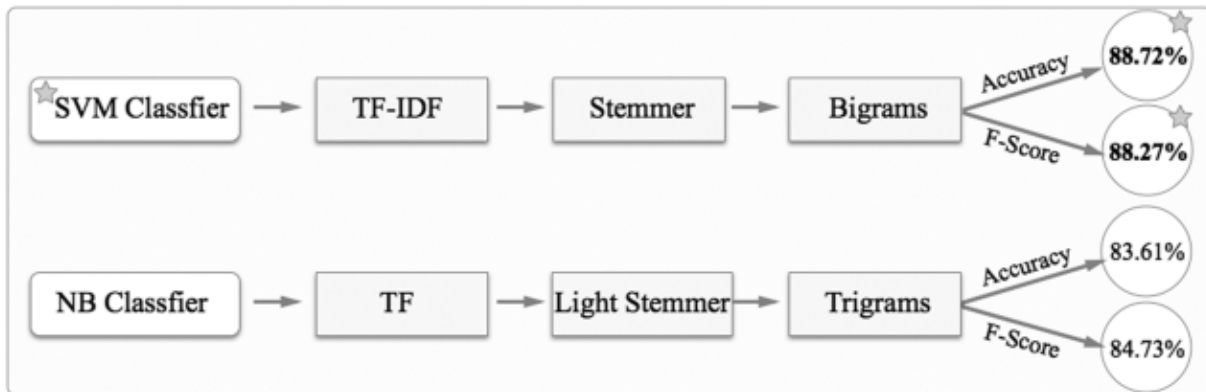 SVM Classfier
TF-IDF
Stemmer
Bigrams
Accuracy
88.72%
F-Score
88.27%
NB Classfier
TF
Light Stemmer
Trigrams
Accuracy
83.61%
F-Score
84.73%